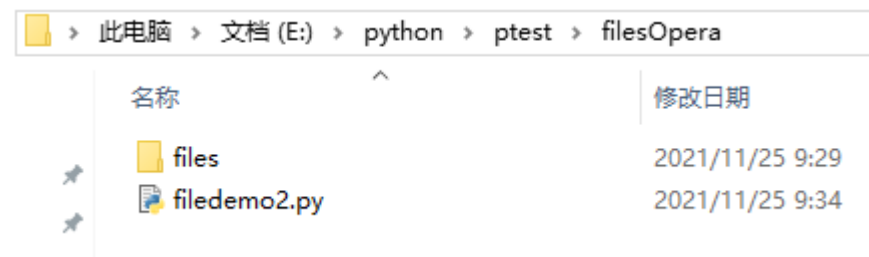 此电脑 > 文档 (E:) > python > ptest > filesOpera
名称 修改日期
files 2021/11/25 9:29
filedemo2.py 2021/11/25 9:34